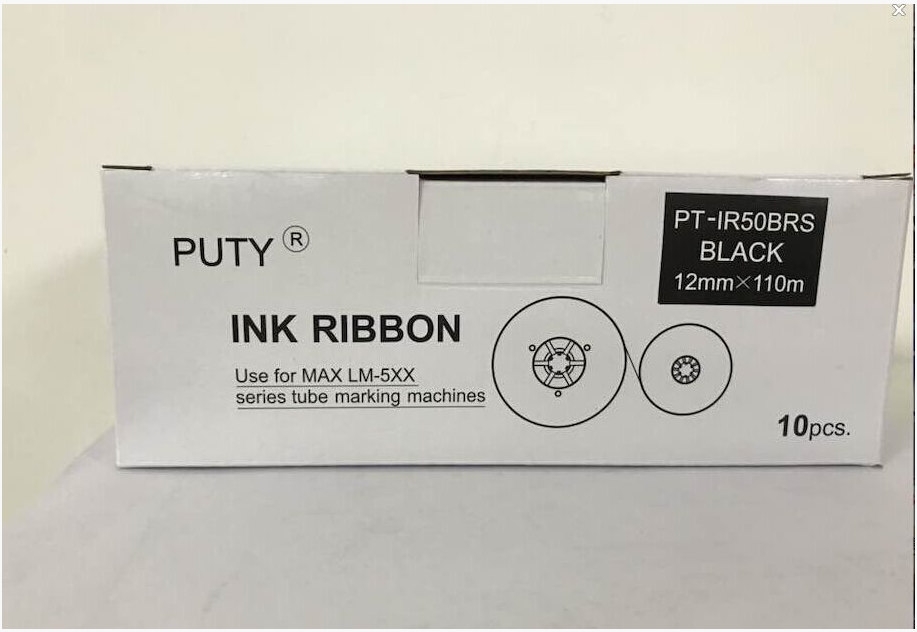 PUTY ®
PT-IR50BRS
BLACK
12mm×110m
INK RIBBON
Use for MAX LM-5XX
series tube marking machines
10pcs.